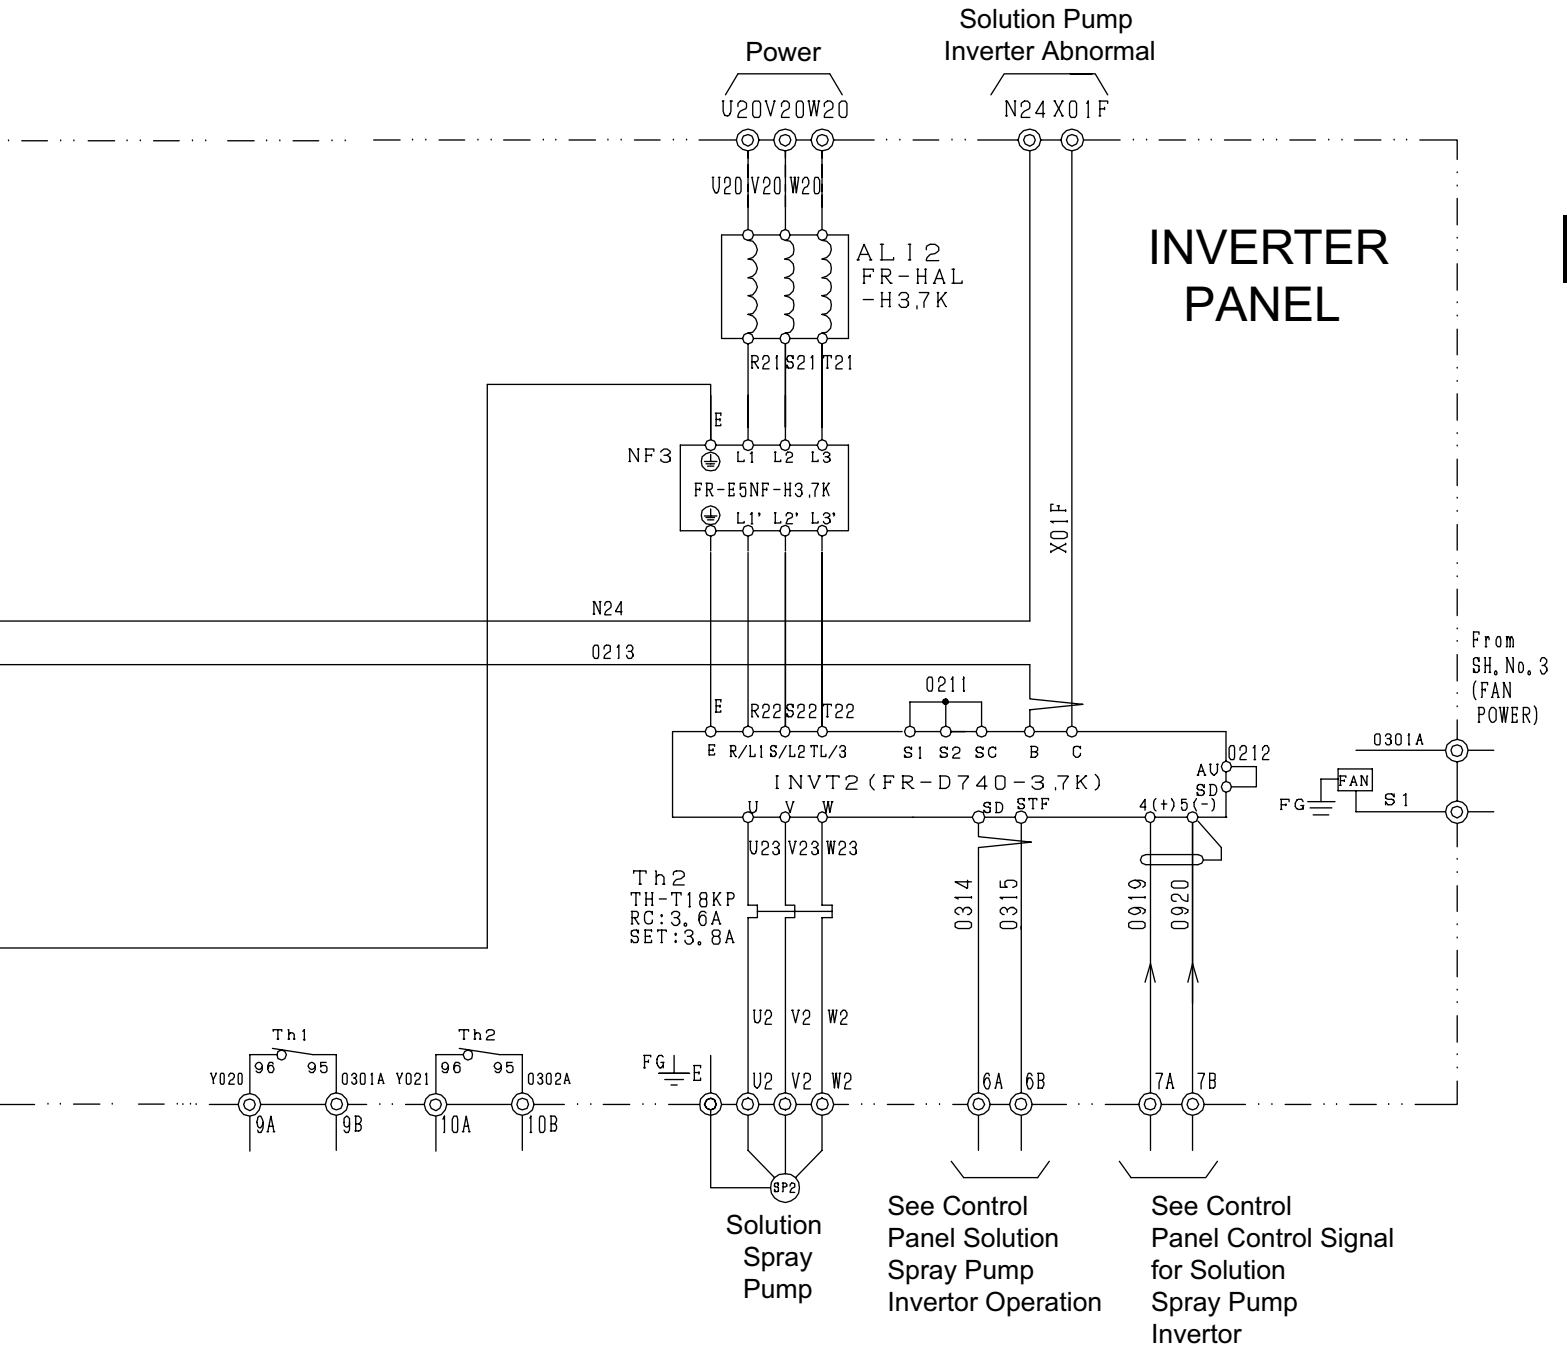 Solution Pump
Inverter Abnormal
Power
U20V20W20
N24 X01F
U20 V20 W20
INVERTER
PANEL
AL12
FR-HAL
-H3,7K
R21 S21 T21
E
NF3
L1 L2 L3
FR-E5NF-H3,7K
L1' L2' L3'
X01F
N24
0213
From
SH. No. 3
(FAN
POWER)
0211
E
R22 S22 T22
E R/L1 S/L2 TL/3 S1 S2 SC B C
0301A
0212
AU
SD
INVT2(FR-D740-3,7K)
FAN
FG
S1
U V W SD STF 4(+) 5(-)
U23 V23 W23
Th2
TH-T18KP
RC:3.6A
SET:3.8A
0314
0315
0919
0920
U2 V2 W2
Th1
96 95
Y020
0301A
9A
9B
Th2
96 95
Y021
0302A
10A
10B
FG
E
U2 V2 W2
6A 6B
7A 7B
SP2
Solution
Spray
Pump
See Control
Panel Solution
Spray Pump
Invertor Operation
See Control
Panel Control Signal
for Solution
Spray Pump
Invertor